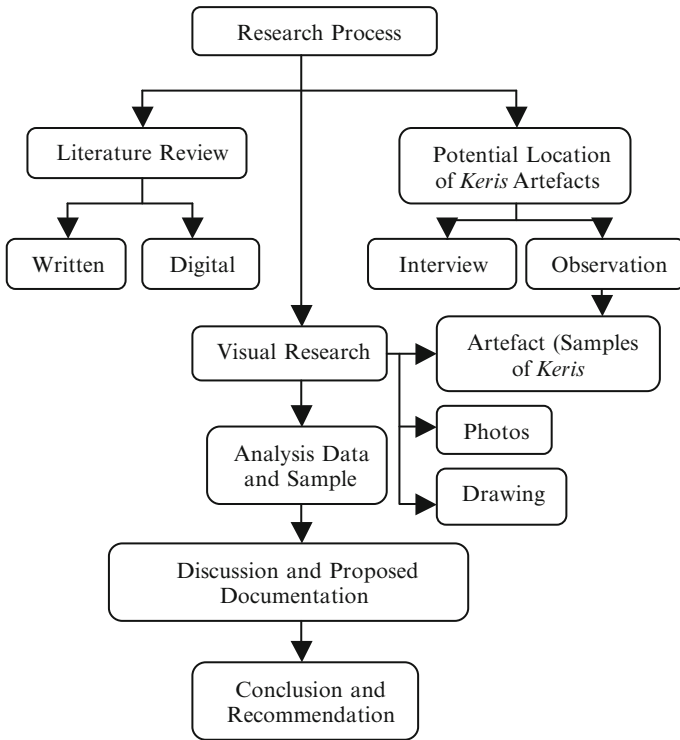 Research Process
Literature Review
Potential Location
of Keris Artefacts
Written
Digital
Interview
Observation
Visual Research
Artefact (Samples
of Keris
Photos
Analysis Data
and Sample
Drawing
Discussion and Proposed
Documentation
Conclusion and
Recommendation